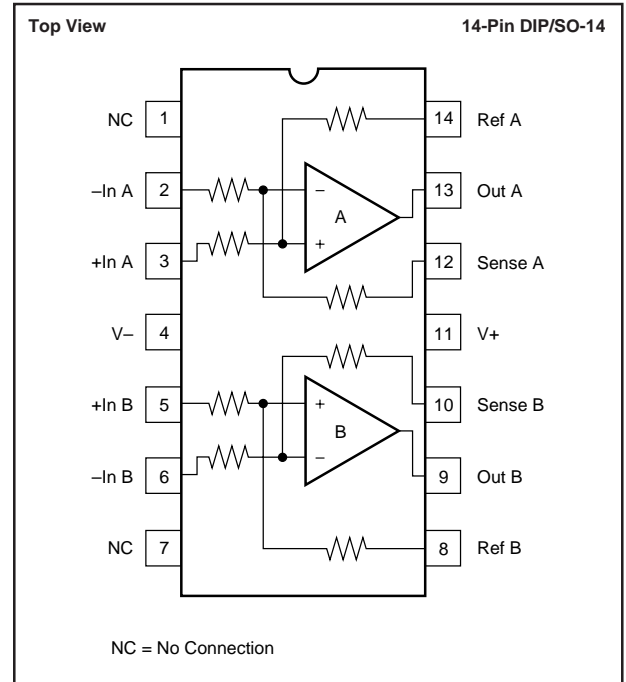 Top View 14-Pin DIP/SO-14
NC 1 14 Ref A
–In A 2 – 13 Out A
A
+In A 3 + 12 Sense A
V– 4 11 V+
+In B 5 + 10 Sense B
B
–In B 6 – 9 Out B
NC 7 8 Ref B
NC = No Connection